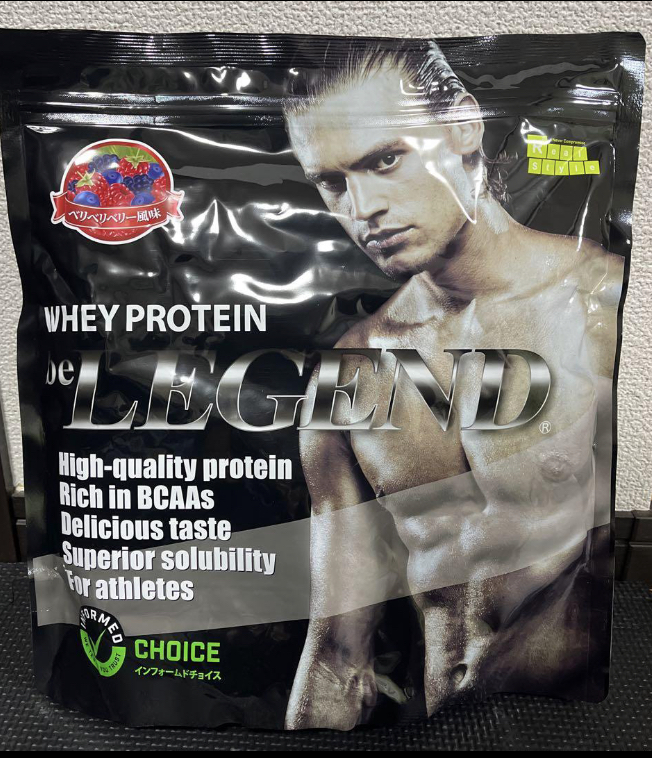 ベリベリベリー風味
Real
Style
WHEY PROTEIN
be LEGEND®
High-quality protein
Rich in BCAAs
Delicious taste
Superior solubility
For athletes
INFORMED
YOU TRUST
CHOICE
インフォームドチョイス